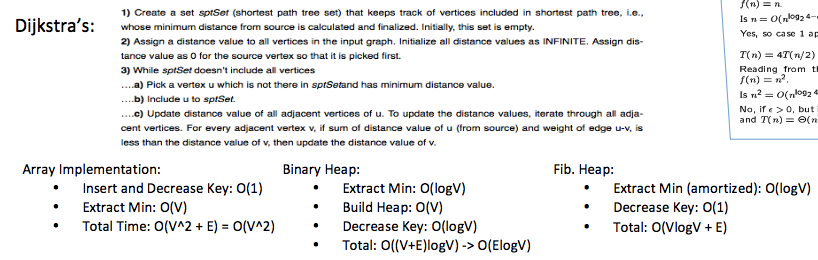 Dijkstra's:
1) Create a set sptSet (shortest path tree set) that keeps track of vertices included in shortest path tree, i.e.,
whose minimum distance from source is calculated and finalized. Initially, this set is empty.
2) Assign a distance value to all vertices in the input graph. Initialize all distance values as INFINITE. Assign dis-
tance value as 0 for the source vertex so that it is picked first.
3) While sptSet doesn't include all vertices
....a) Pick a vertex u which is not there in sptSetand has minimum distance value.
....b) Include u to sptSet.
....c) Update distance value of all adjacent vertices of u. To update the distance values, iterate through all adja-
cent vertices. For every adjacent vertex v, if sum of distance value of u (from source) and weight of edge u-v, is
less than the distance value of v, then update the distance value of v.
f(n) = n.
Is n = O(n^log₂ 4-
Yes, so case 1 ap
T(n) = 4T(n/2)
Reading from t
f(n) = n².
Is n² = O(n^log₂ 4
No, if ε > 0, but
and T(n) = Θ(n
Array Implementation:
• Insert and Decrease Key: O(1)
• Extract Min: O(V)
• Total Time: O(V^2 + E) = O(V^2)
Binary Heap:
• Extract Min: O(logV)
• Build Heap: O(V)
• Decrease Key: O(logV)
• Total: O((V+E)logV) -> O(ElogV)
Fib. Heap:
• Extract Min (amortized): O(logV)
• Decrease Key: O(1)
• Total: O(VlogV + E)